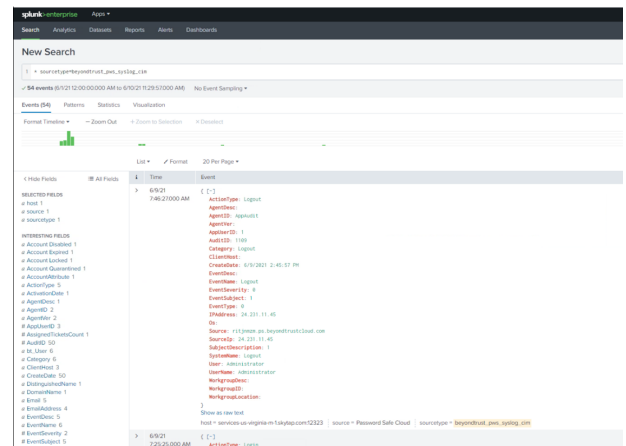 splunk>enterprise Apps ▾
Search Analytics Datasets Reports Alerts Dashboards
New Search
1 * sourcetype=beyondtrust_pws_syslog_cim
✓ 54 events (6/1/21 12:00:00.000 AM to 6/10/21 11:29:57.000 AM) No Event Sampling ▾
Events (54) Patterns Statistics Visualization
Format Timeline ▾ – Zoom Out + Zoom to Selection × Deselect
List ▾ Format 20 Per Page ▾
< Hide Fields All Fields
i Time Event
SELECTED FIELDS
a host 1
a source 1
a sourcetype 1
INTERESTING FIELDS
a Account Disabled 1
a Account Expired 1
a Account Locked 1
a Account Quarantined 1
a AccountAttribute 1
a ActionType 5
a ActivationDate 1
a AgentDesc 1
a AgentID 2
a AgentVer 2
# AppUserID 3
# AssignedTicketsCount 1
# AuditID 50
a bt_User 6
a Category 6
a ClientHost 3
a CreateDate 50
a DistinguishedName 1
a DomainName 1
a Email 5
a EmailAddress 4
a EventDesc 5
a EventName 6
# EventSeverity 2
# EventSubject 5
> 6/9/21
7:46:27.000 AM
{ [-]
ActionType: Logout
AgentDesc:
AgentID: AppAudit
AgentVer:
AppUserID: 1
AuditID: 1109
Category: Logout
ClientHost:
CreateDate: 6/9/2021 2:45:57 PM
EventDesc:
EventName: Logout
EventSeverity: 0
EventSubject: 1
EventType: 0
IPAddress: 24.231.11.45
Os:
Source: ritjnmpm.ps.beyondtrustcloud.com
SourceIp: 24.231.11.45
SubjectDescription: 1
SystemName: Logout
User: Administrator
UserName: Administrator
WorkgroupDesc:
WorkgroupID:
WorkgroupLocation:
}
Show as raw text
host = services-us-virginia-m-1.skytap.com:12323 source = Password Safe Cloud sourcetype = beyondtrust_pws_syslog_cim
> 6/9/21
7:25:25.000 AM
{ [-]
ActionType: Login